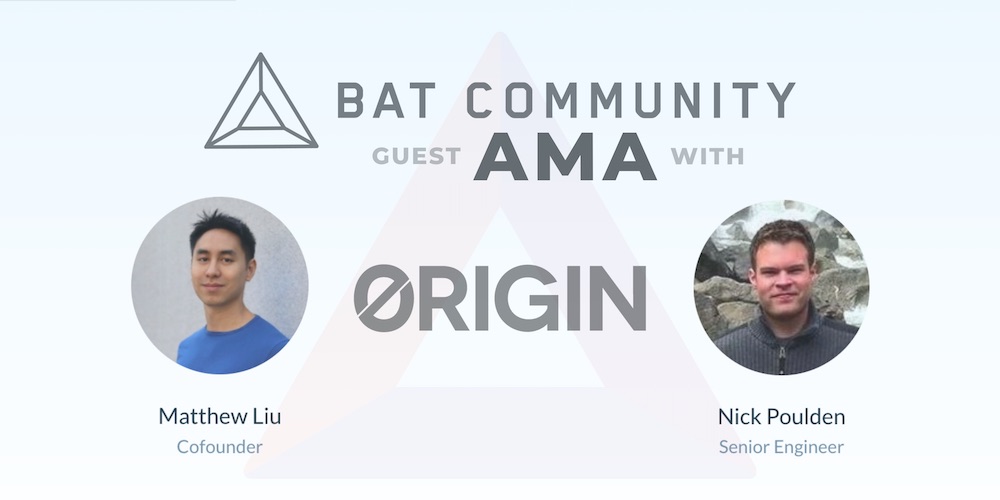 BAT COMMUNITY
GUEST AMA WITH
ØRIGIN
Matthew Liu
Cofounder
Nick Poulden
Senior Engineer